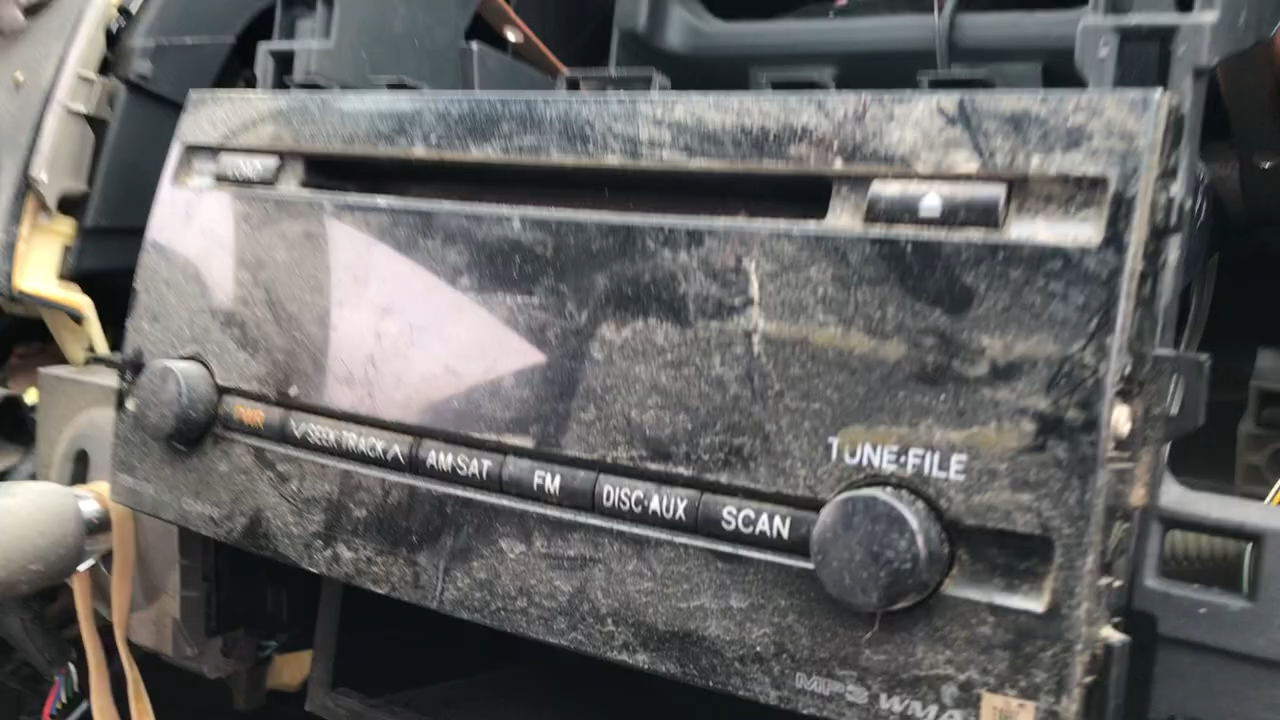 TUNE·FILE
PWR
∨ SEEK TRACK ∧
AM·SAT
FM
DISC·AUX
SCAN
MP3 WMA